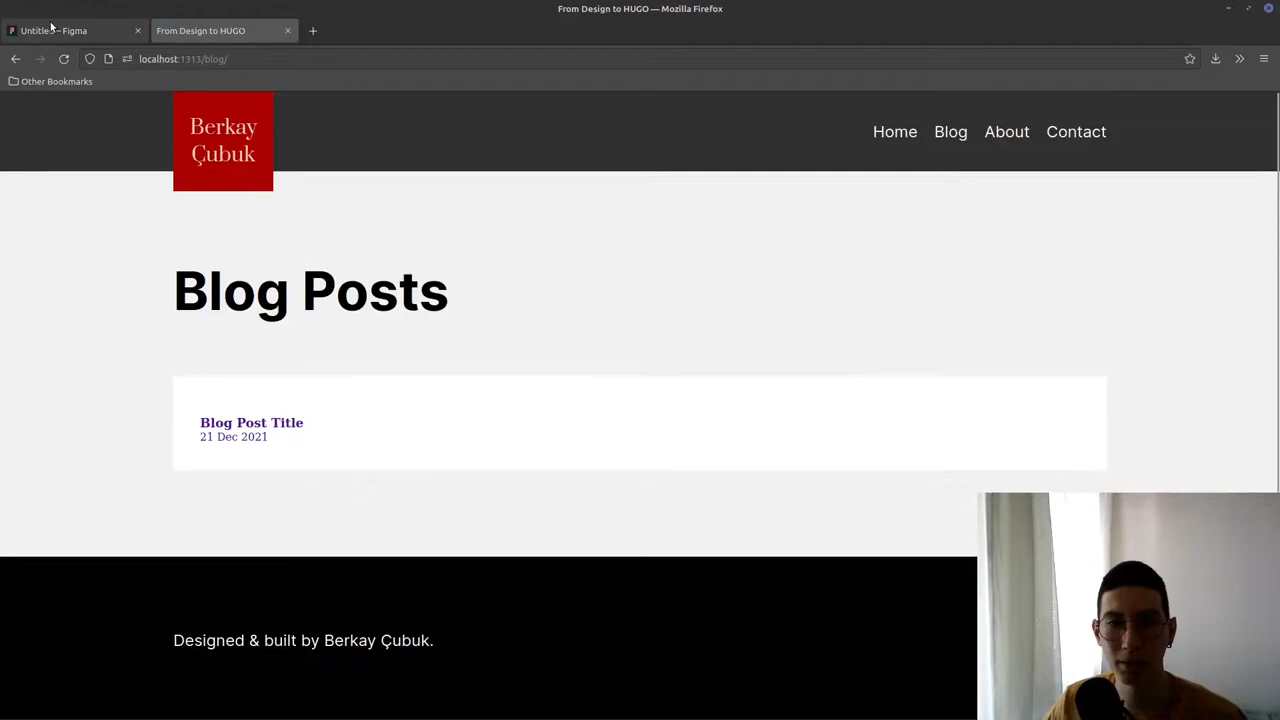 From Design to HUGO — Mozilla Firefox
Figma
From Design to HUGO
localhost:1313/blog/
Other Bookmarks
Berkay
Çubuk
Home Blog About Contact
Blog Posts
Blog Post Title
21 Dec 2021
Designed & built by Berkay Çubuk.